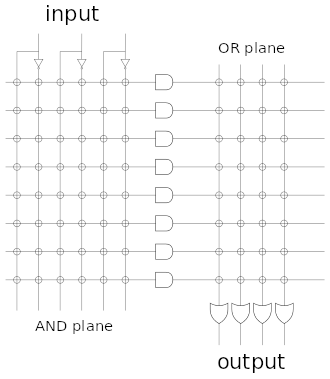 input
OR plane
AND plane
output